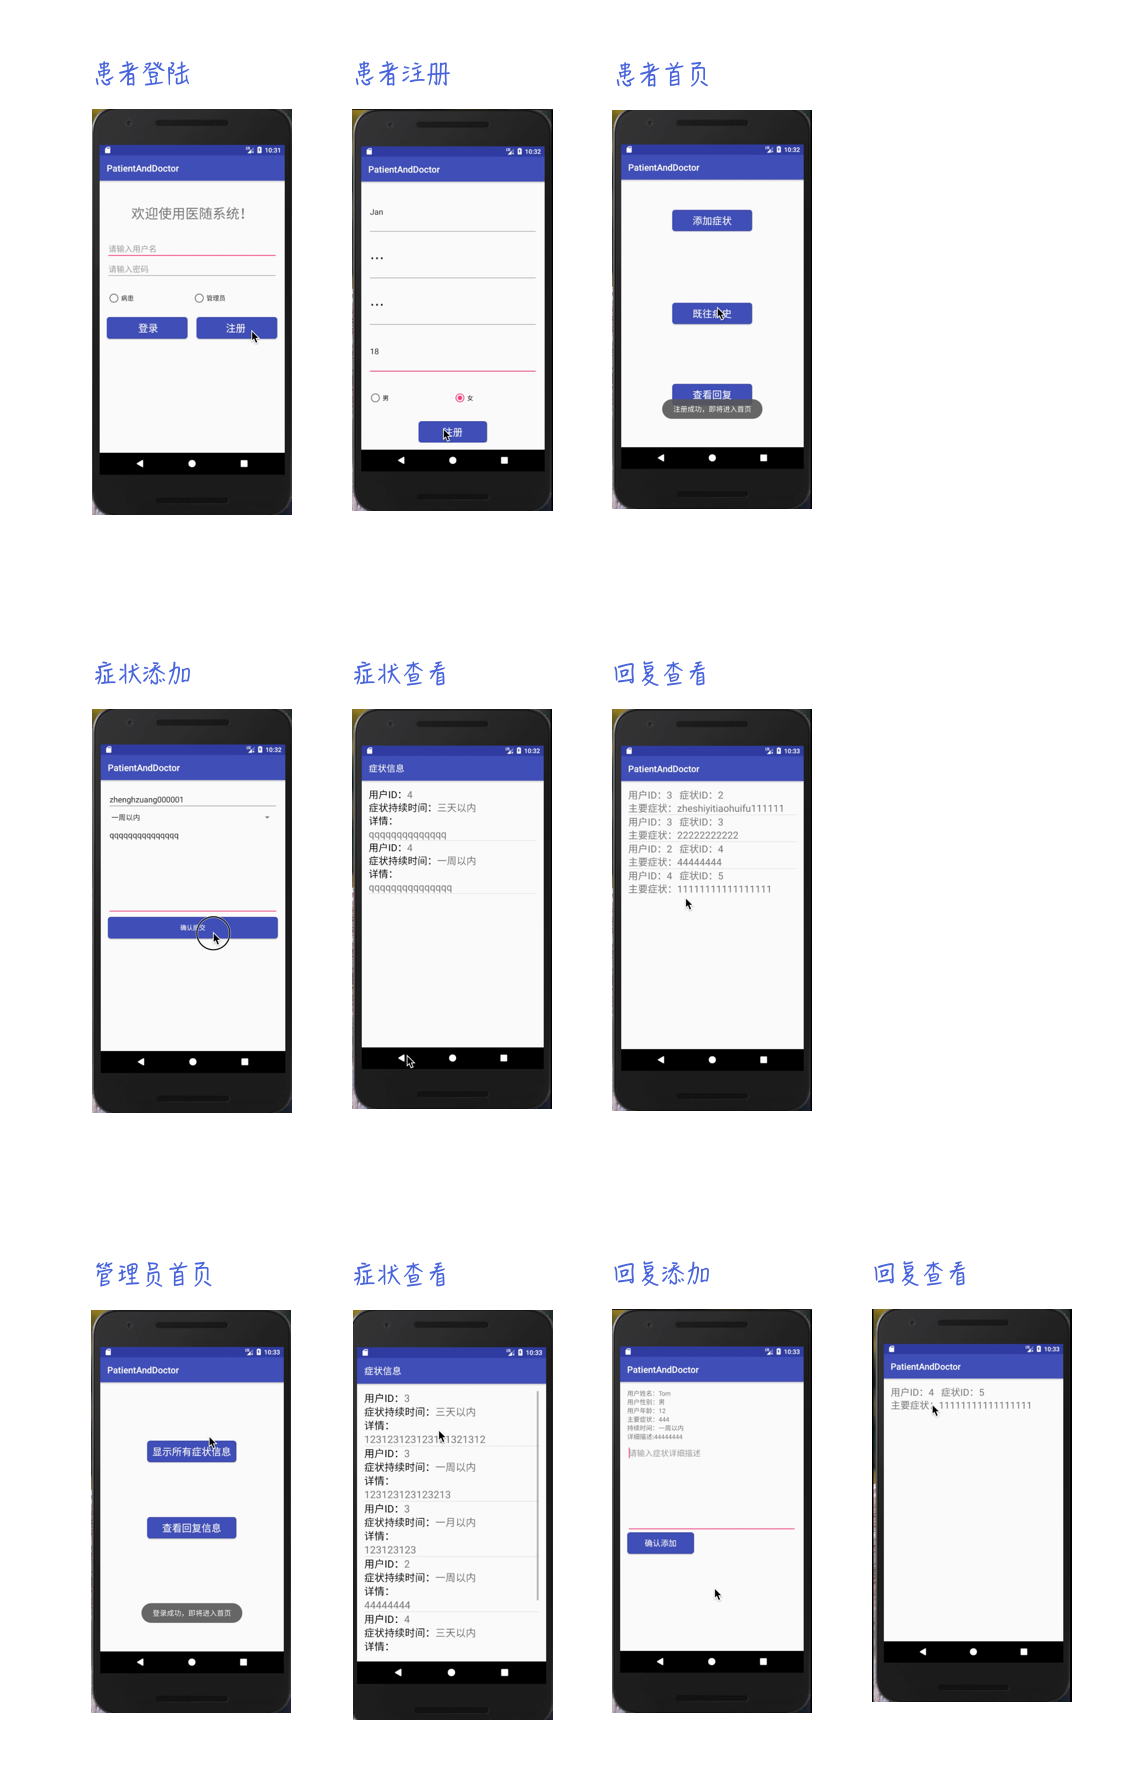 患者登陆
患者注册
患者首页
10:31
PatientAndDoctor
欢迎使用医随系统!
请输入用户名
请输入密码
病患
管理员
登录
注册
10:32
PatientAndDoctor
Jan
•••
•••
18
男
女
注册
10:32
PatientAndDoctor
添加症状
既往病史
查看回复
注册成功，即将进入首页
症状添加
症状查看
回复查看
10:32
PatientAndDoctor
zhenghzuang000001
一周以内
qqqqqqqqqqqqqqq
确认提交
10:32
症状信息
用户ID：4
症状持续时间：三天以内
详情：
qqqqqqqqqqqqqq
用户ID：4
症状持续时间：一周以内
详情：
qqqqqqqqqqqqqqq
10:33
PatientAndDoctor
用户ID：3 症状ID：2
主要症状：zheshiyitiaohuifu111111
用户ID：3 症状ID：3
主要症状：22222222222
用户ID：2 症状ID：4
主要症状：44444444
用户ID：4 症状ID：5
主要症状：11111111111111111
管理员首页
症状查看
回复添加
回复查看
10:33
PatientAndDoctor
显示所有症状信息
查看回复信息
登录成功，即将进入首页
10:33
症状信息
用户ID：3
症状持续时间：三天以内
详情：
用户ID：3
症状持续时间：一周以内
详情：
123123123123213
用户ID：3
症状持续时间：一月以内
详情：
123123123
用户ID：2
症状持续时间：一周以内
详情：
44444444
用户ID：4
症状持续时间：三天以内
详情：
10:33
PatientAndDoctor
用户姓名：Tom
用户性别：男
用户年龄：12
主要症状：444
持续时间：一周以内
详细描述:44444444
请输入症状详细描述
确认添加
10:33
PatientAndDoctor
用户ID：4 症状ID：5
主要症状：11111111111111111